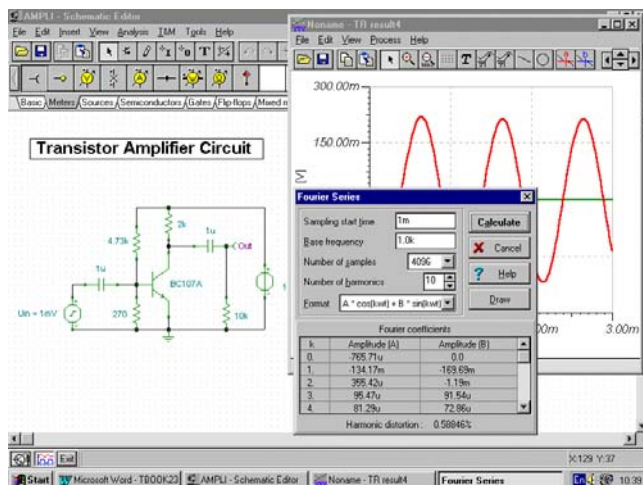 AMPLI - Schematic Editor
File Edit Insert View Analysis T&M Tools Help
Basic Meters Sources Semiconductors Gates Flip-flops Mixed m
Transistor Amplifier Circuit
2k
4.73k
1u
Out
1u
BC107A
Uin = 1mV
270
10k
Noname - TR result4
File Edit View Process Help
300.00m
150.00m
3.00m
Fourier Series
Sampling start time 1m
Base frequency 1.0k
Number of samples 4096
Number of harmonics 10
Format A * cos(kwt) + B * sin(kwt)
Calculate
Cancel
Help
Draw
Fourier coefficients
k. Amplitude (A) Amplitude (B)
0. -765.71u 0.0
1. -134.17m -169.69m
2. 355.42u -1.19m
3. 95.47u 91.54u
4. 81.29u 72.86u
Harmonic distortion : 0.58846%
Exit
X:129 Y:37
Start Microsoft Word - TBOOK23 AMPLI - Schematic Editor Noname - TR result4 Fourier Series En